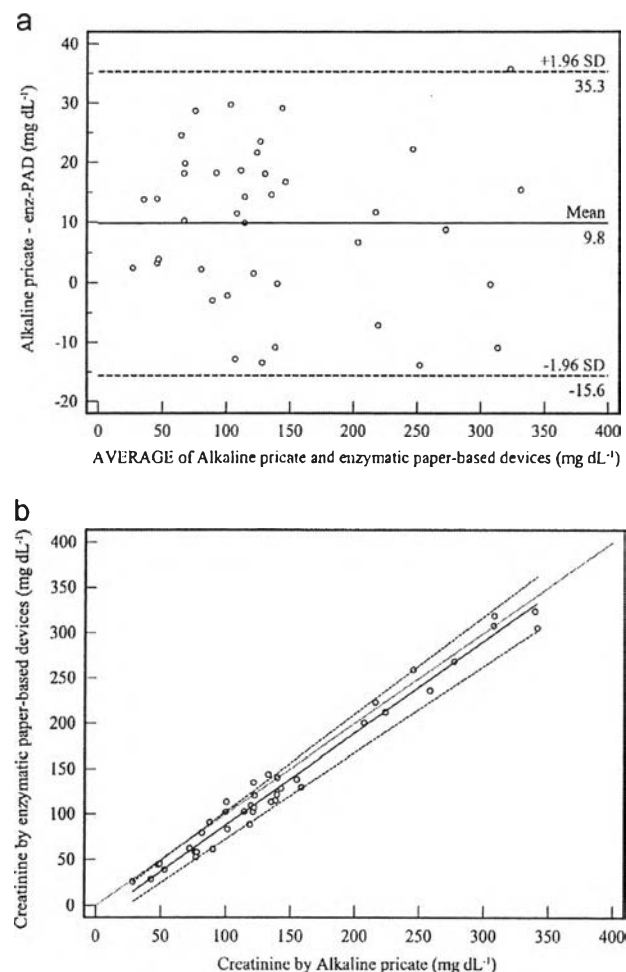 a
40
30
20
10
0
-10
-20
Alkaline pricate - enz-PAD (mg dL⁻¹)
+1.96 SD
35.3
Mean
9.8
-1.96 SD
-15.6
0 50 100 150 200 250 300 350 400
AVERAGE of Alkaline pricate and enzymatic paper-based devices (mg dL⁻¹)
b
400
350
300
250
200
150
100
50
0
Creatinine by enzymatic paper-based devices (mg dL⁻¹)
0 50 100 150 200 250 300 350 400
Creatinine by Alkaline pricate (mg dL⁻¹)